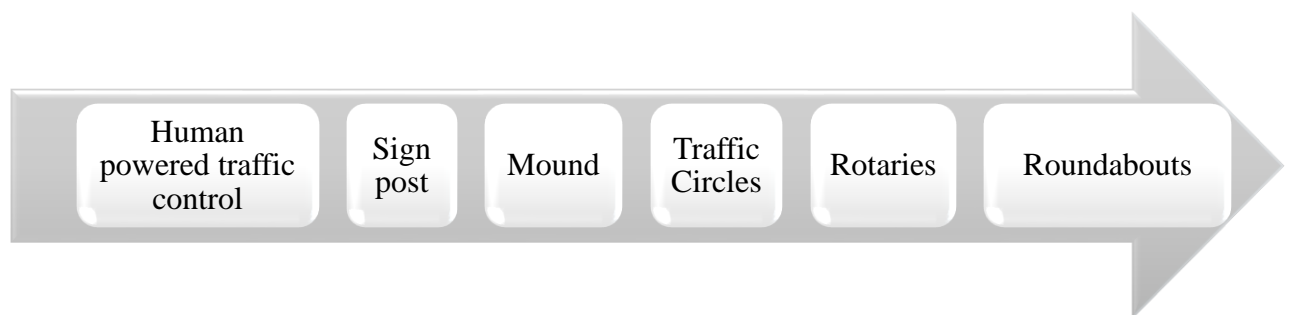 Human
powered traffic
control
Sign
post
Mound
Traffic
Circles
Rotaries
Roundabouts